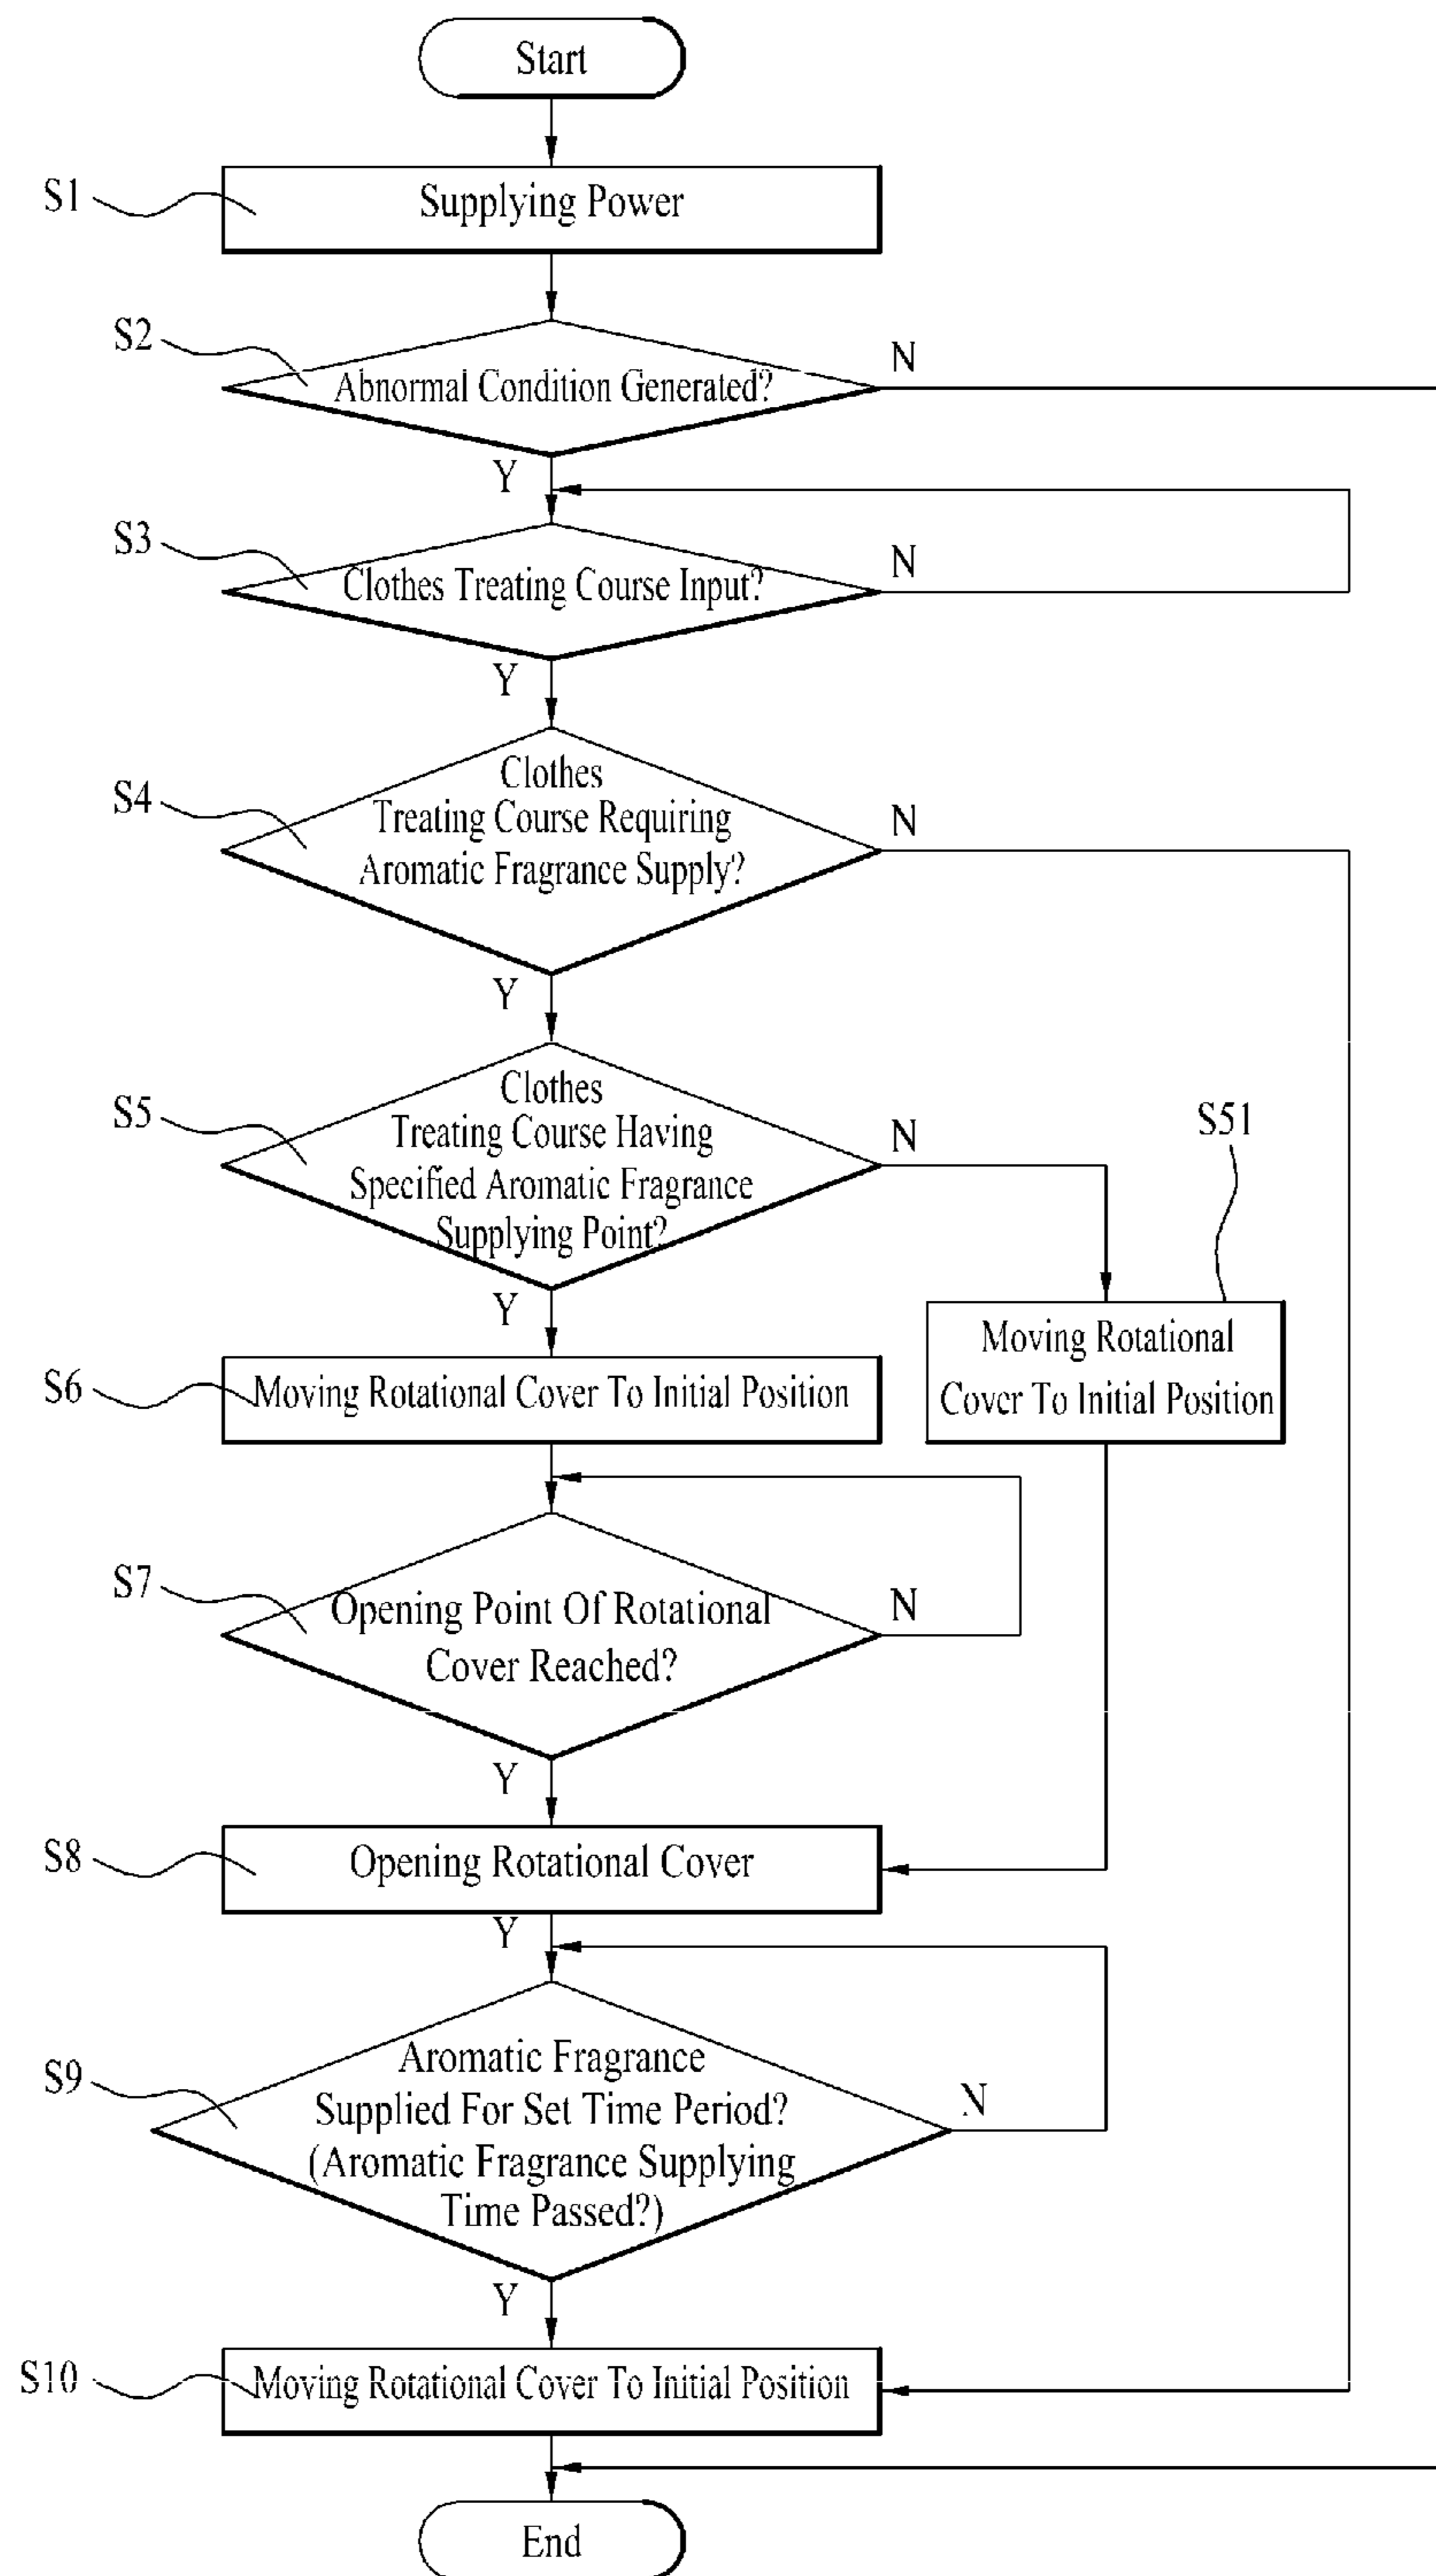 Start
S1
Supplying Power
S2
Abnormal Condition Generated?
N
Y
S3
Clothes Treating Course Input?
N
Y
S4
Clothes
Treating Course Requiring
Aromatic Fragrance Supply?
N
Y
S5
Clothes
Treating Course Having
Specified Aromatic Fragrance
Supplying Point?
N
S51
Y
Moving Rotational
Cover To Initial Position
S6
Moving Rotational Cover To Initial Position
S7
Opening Point Of Rotational
Cover Reached?
N
Y
S8
Opening Rotational Cover
Y
S9
Aromatic Fragrance
Supplied For Set Time Period?
(Aromatic Fragrance Supplying
Time Passed?)
N
Y
S10
Moving Rotational Cover To Initial Position
End